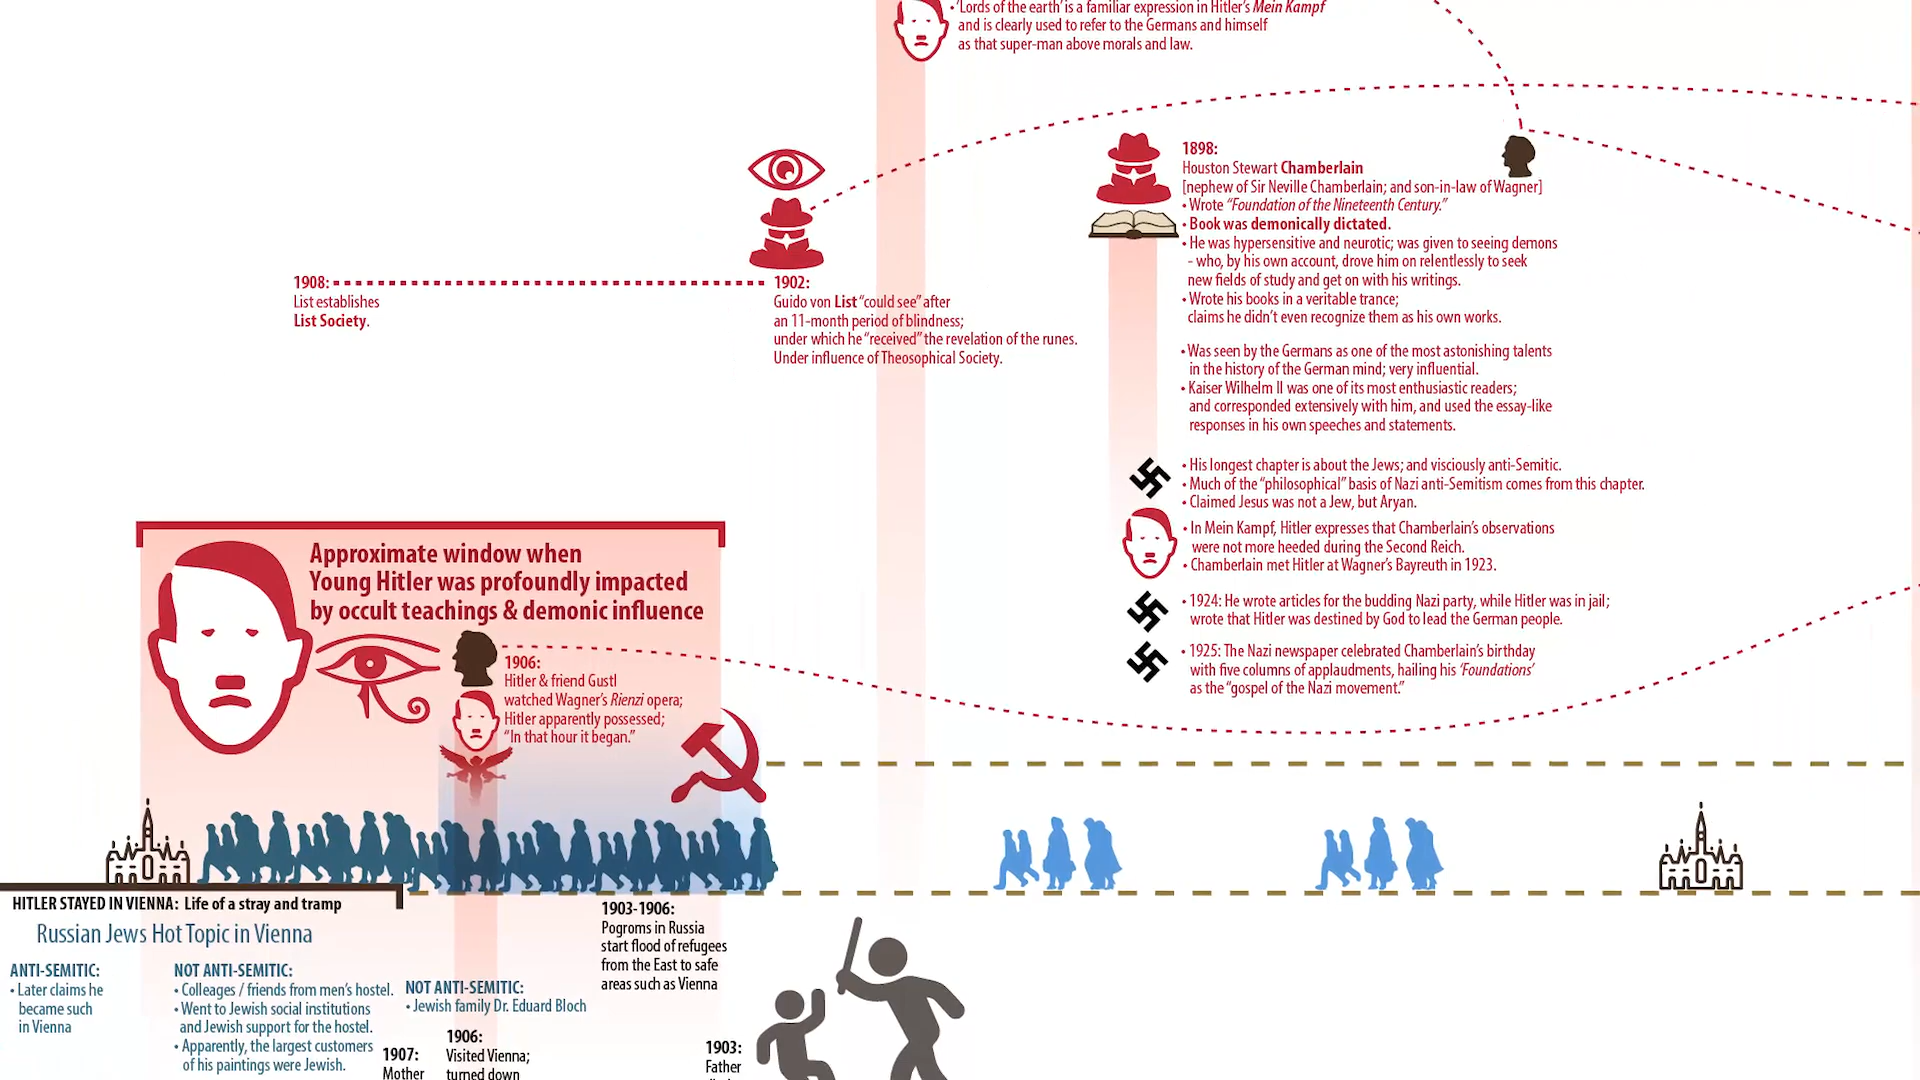 'Lords of the earth' is a familiar expression in Hitler's Mein Kampf
and is clearly used to refer to the Germans and himself
as that super-man above morals and law.
1898:
Houston Stewart Chamberlain
[nephew of Sir Neville Chamberlain; and son-in-law of Wagner]
• Wrote "Foundation of the Nineteenth Century."
• Book was demonically dictated.
• He was hypersensitive and neurotic; was given to seeing demons
- who, by his own account, drove him on relentlessly to seek
new fields of study and get on with his writings.
• Wrote his books in a veritable trance;
claims he didn't even recognize them as his own works.
• Was seen by the Germans as one of the most astonishing talents
in the history of the German mind; very influential.
• Kaiser Wilhelm II was one of its most enthusiastic readers;
and corresponded extensively with him, and used the essay-like
responses in his own speeches and statements.
• His longest chapter is about the Jews; and visciously anti-Semitic.
• Much of the "philosophical" basis of Nazi anti-Semitism comes from this chapter.
• Claimed Jesus was not a Jew, but Aryan.
• In Mein Kampf, Hitler expresses that Chamberlain's observations
were not more heeded during the Second Reich.
• Chamberlain met Hitler at Wagner's Bayreuth in 1923.
• 1924: He wrote articles for the budding Nazi party, while Hitler was in jail;
wrote that Hitler was destined by God to lead the German people.
• 1925: The Nazi newspaper celebrated Chamberlain's birthday
with five columns of applaudments, hailing his 'Foundations'
as the "gospel of the Nazi movement."
1908:
List establishes
List Society.
1902:
Guido von List "could see" after
an 11-month period of blindness;
under which he "received" the revelation of the runes.
Under influence of Theosophical Society.
Approximate window when
Young Hitler was profoundly impacted
by occult teachings & demonic influence
1906:
Hitler & friend Gustl
watched Wagner's Rienzi opera;
Hitler apparently possessed;
"In that hour it began."
HITLER STAYED IN VIENNA: Life of a stray and tramp
Russian Jews Hot Topic in Vienna
ANTI-SEMITIC:
• Later claims he
became such
in Vienna
NOT ANTI-SEMITIC:
• Colleages / friends from men's hostel.
• Went to Jewish social institutions
and Jewish support for the hostel.
• Apparently, the largest customers
of his paintings were Jewish.
NOT ANTI-SEMITIC:
• Jewish family Dr. Eduard Bloch
1903-1906:
Pogroms in Russia
start flood of refugees
from the East to safe
areas such as Vienna
1907:
Mother
1906:
Visited Vienna;
turned down
1903:
Father